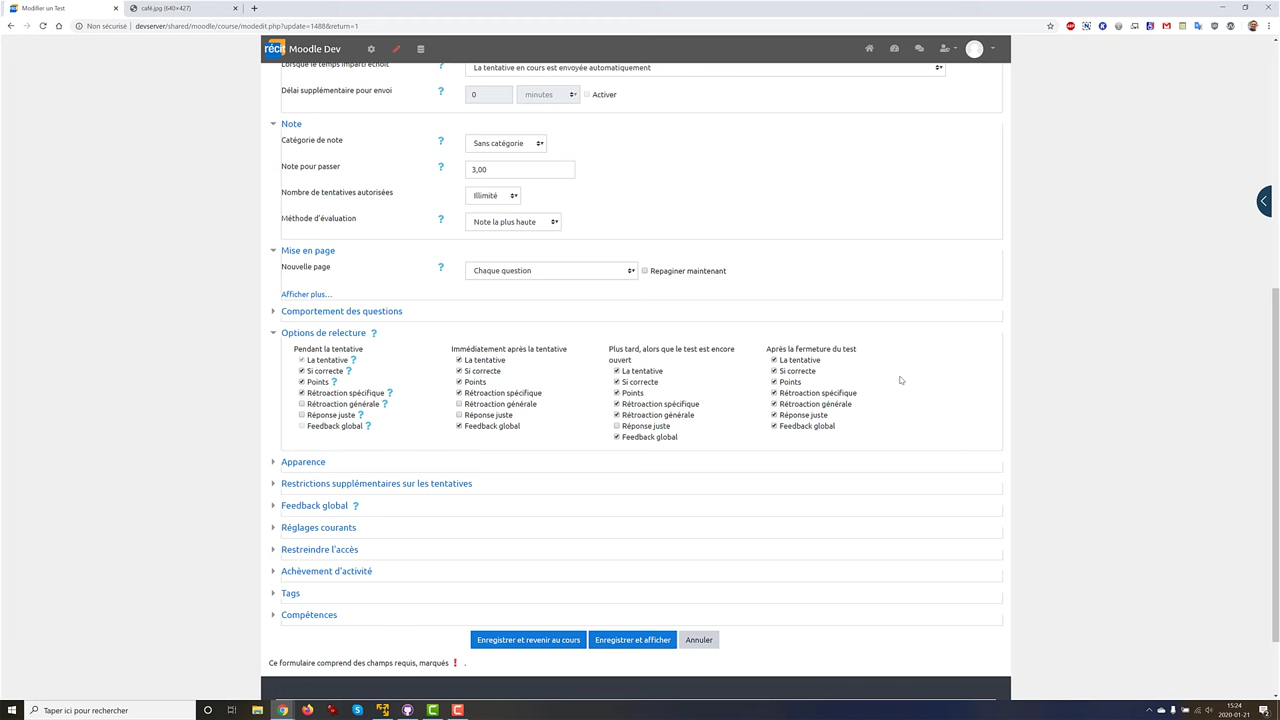 Modifier un Test
café.jpg (640×427)
Non sécurisé | devserver/shared/moodle/course/modedit.php?update=1488&return=1
récit Moodle Dev
Lorsque le temps imparti échoit ? La tentative en cours est envoyée automatiquement
Délai supplémentaire pour envoi ? 0 minutes Activer
Note
Catégorie de note ? Sans catégorie
Note pour passer ? 3,00
Nombre de tentatives autorisées Illimité
Méthode d'évaluation ? Note la plus haute
Mise en page
Nouvelle page ? Chaque question Repaginer maintenant
Afficher plus…
Comportement des questions
Options de relecture ?
Pendant la tentative
La tentative ?
Si correcte ?
Points ?
Rétroaction spécifique ?
Rétroaction générale ?
Réponse juste ?
Feedback global ?
Immédiatement après la tentative
La tentative
Si correcte
Points
Rétroaction spécifique
Rétroaction générale
Réponse juste
Feedback global
Plus tard, alors que le test est encore
ouvert
La tentative
Si correcte
Points
Rétroaction spécifique
Rétroaction générale
Réponse juste
Feedback global
Après la fermeture du test
La tentative
Si correcte
Points
Rétroaction spécifique
Rétroaction générale
Réponse juste
Feedback global
Apparence
Restrictions supplémentaires sur les tentatives
Feedback global ?
Réglages courants
Restreindre l'accès
Achèvement d'activité
Tags
Compétences
Enregistrer et revenir au cours Enregistrer et afficher Annuler
Ce formulaire comprend des champs requis, marqués ! .
Taper ici pour rechercher
15:24
2020-01-21